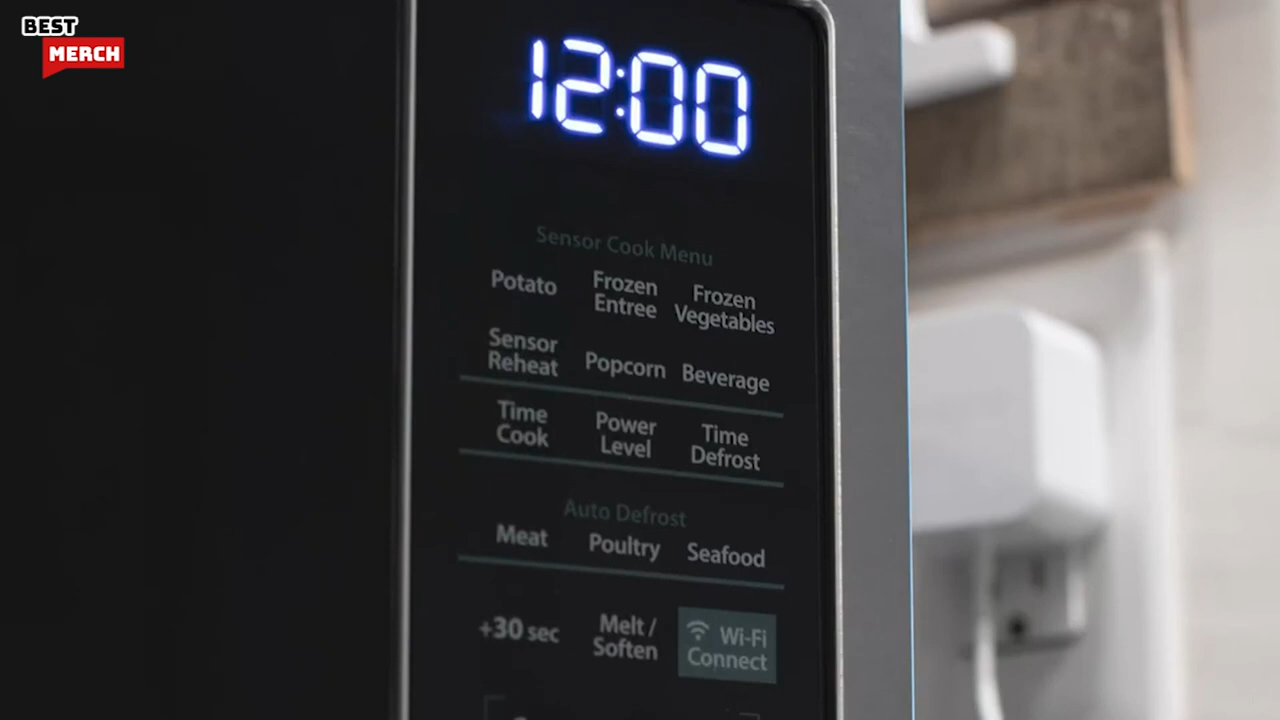 BEST
MERCH
12:00
Sensor Cook Menu
Potato
Frozen
Entree
Frozen
Vegetables
Sensor
Reheat
Popcorn
Beverage
Time
Cook
Power
Level
Time
Defrost
Auto Defrost
Meat
Poultry
Seafood
+30 sec
Melt /
Soften
Wi-Fi
Connect